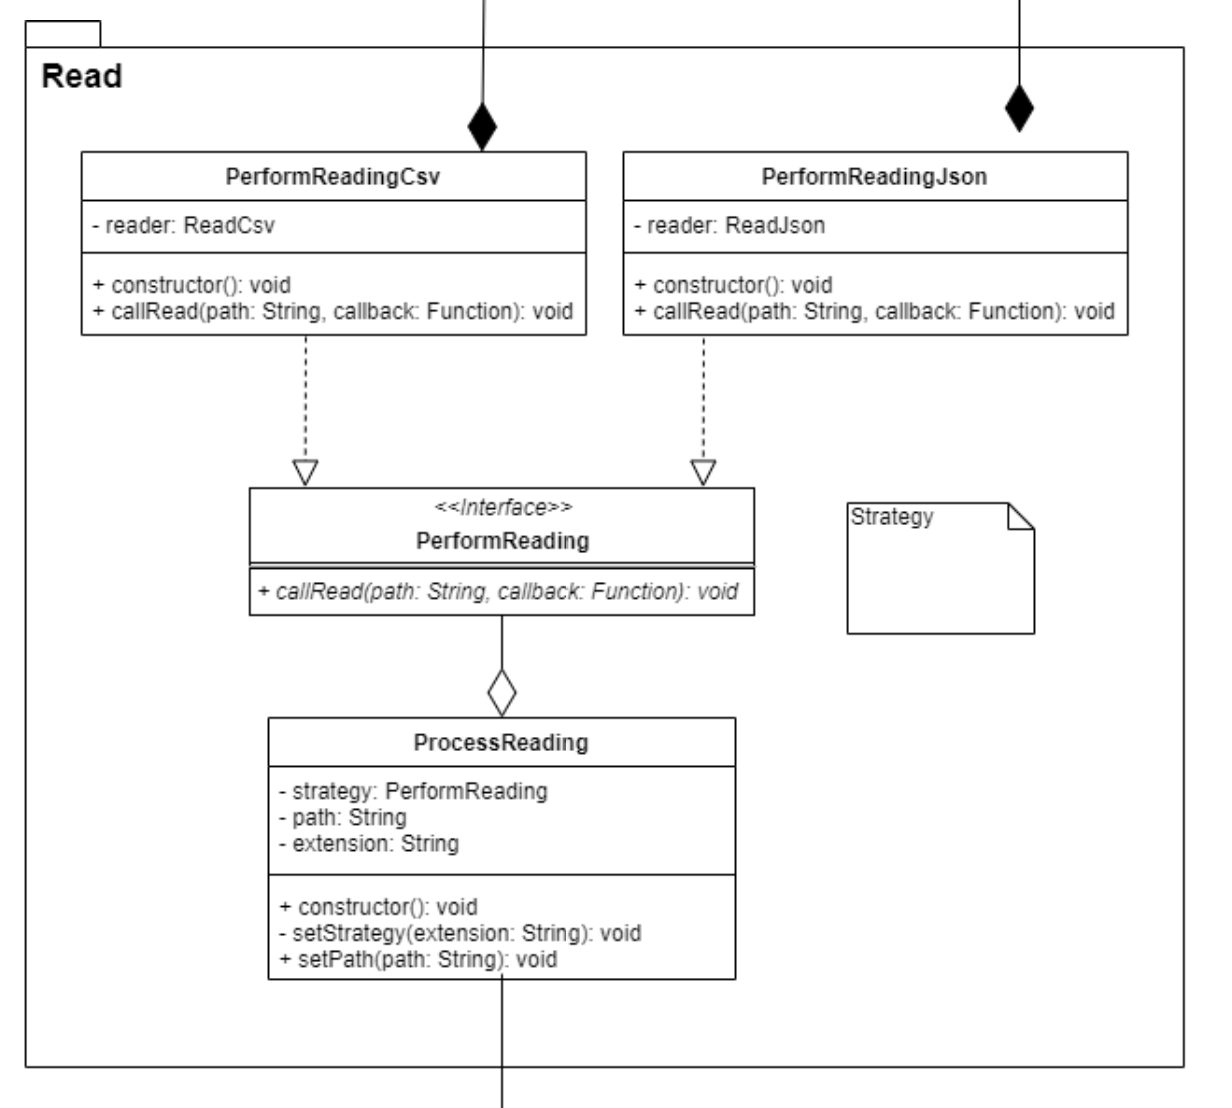 Read
PerformReadingCsv
- reader: ReadCsv
+ constructor(): void
+ callRead(path: String, callback: Function): void
PerformReadingJson
- reader: ReadJson
+ constructor(): void
+ callRead(path: String, callback: Function): void
<<Interface>>
PerformReading
+ callRead(path: String, callback: Function): void
Strategy
ProcessReading
- strategy: PerformReading
- path: String
- extension: String
+ constructor(): void
- setStrategy(extension: String): void
+ setPath(path: String): void